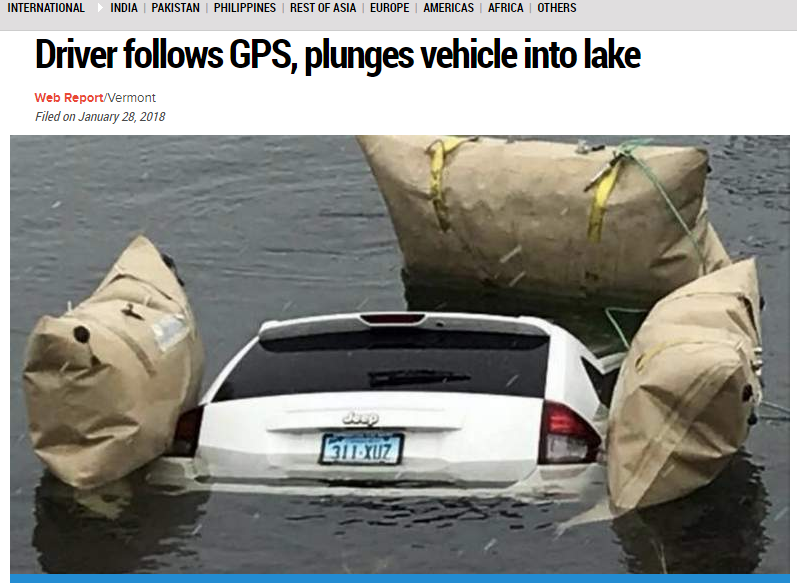 INTERNATIONAL INDIA | PAKISTAN | PHILIPPINES | REST OF ASIA | EUROPE | AMERICAS | AFRICA | OTHERS
Driver follows GPS, plunges vehicle into lake
Web Report/Vermont
Filed on January 28, 2018
Jeep
311·XUZ